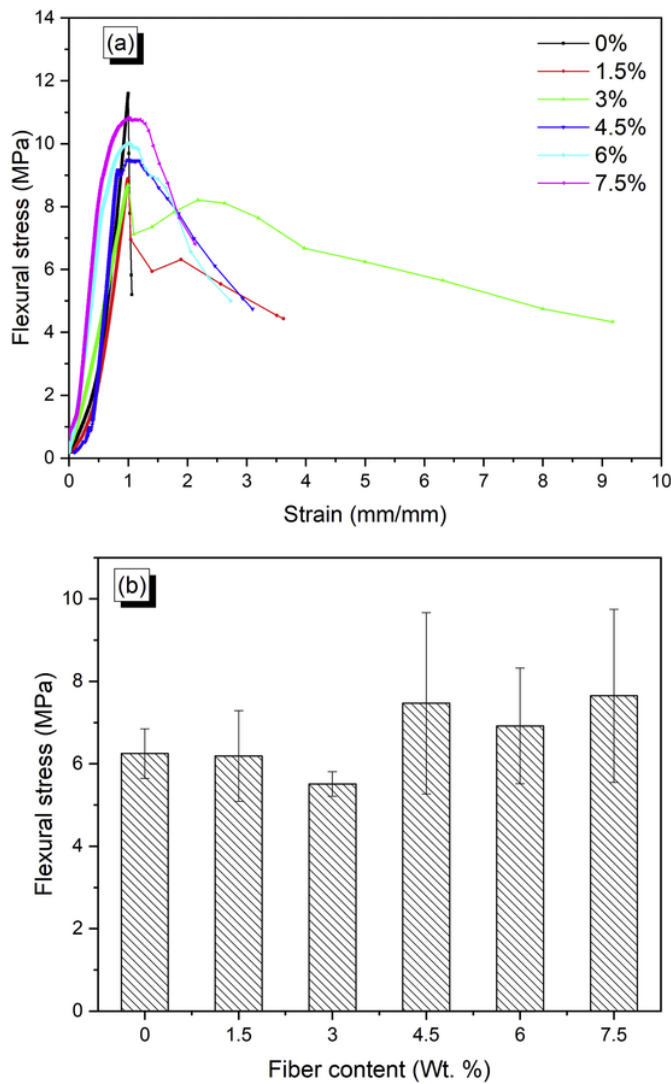 (a)
0%
1.5%
3%
4.5%
6%
7.5%
14
12
10
8
6
4
2
0
Flexural stress (MPa)
0 1 2 3 4 5 6 7 8 9 10
Strain (mm/mm)
(b)
10
8
6
4
2
0
Flexural stress (MPa)
0 1.5 3 4.5 6 7.5
Fiber content (Wt. %)